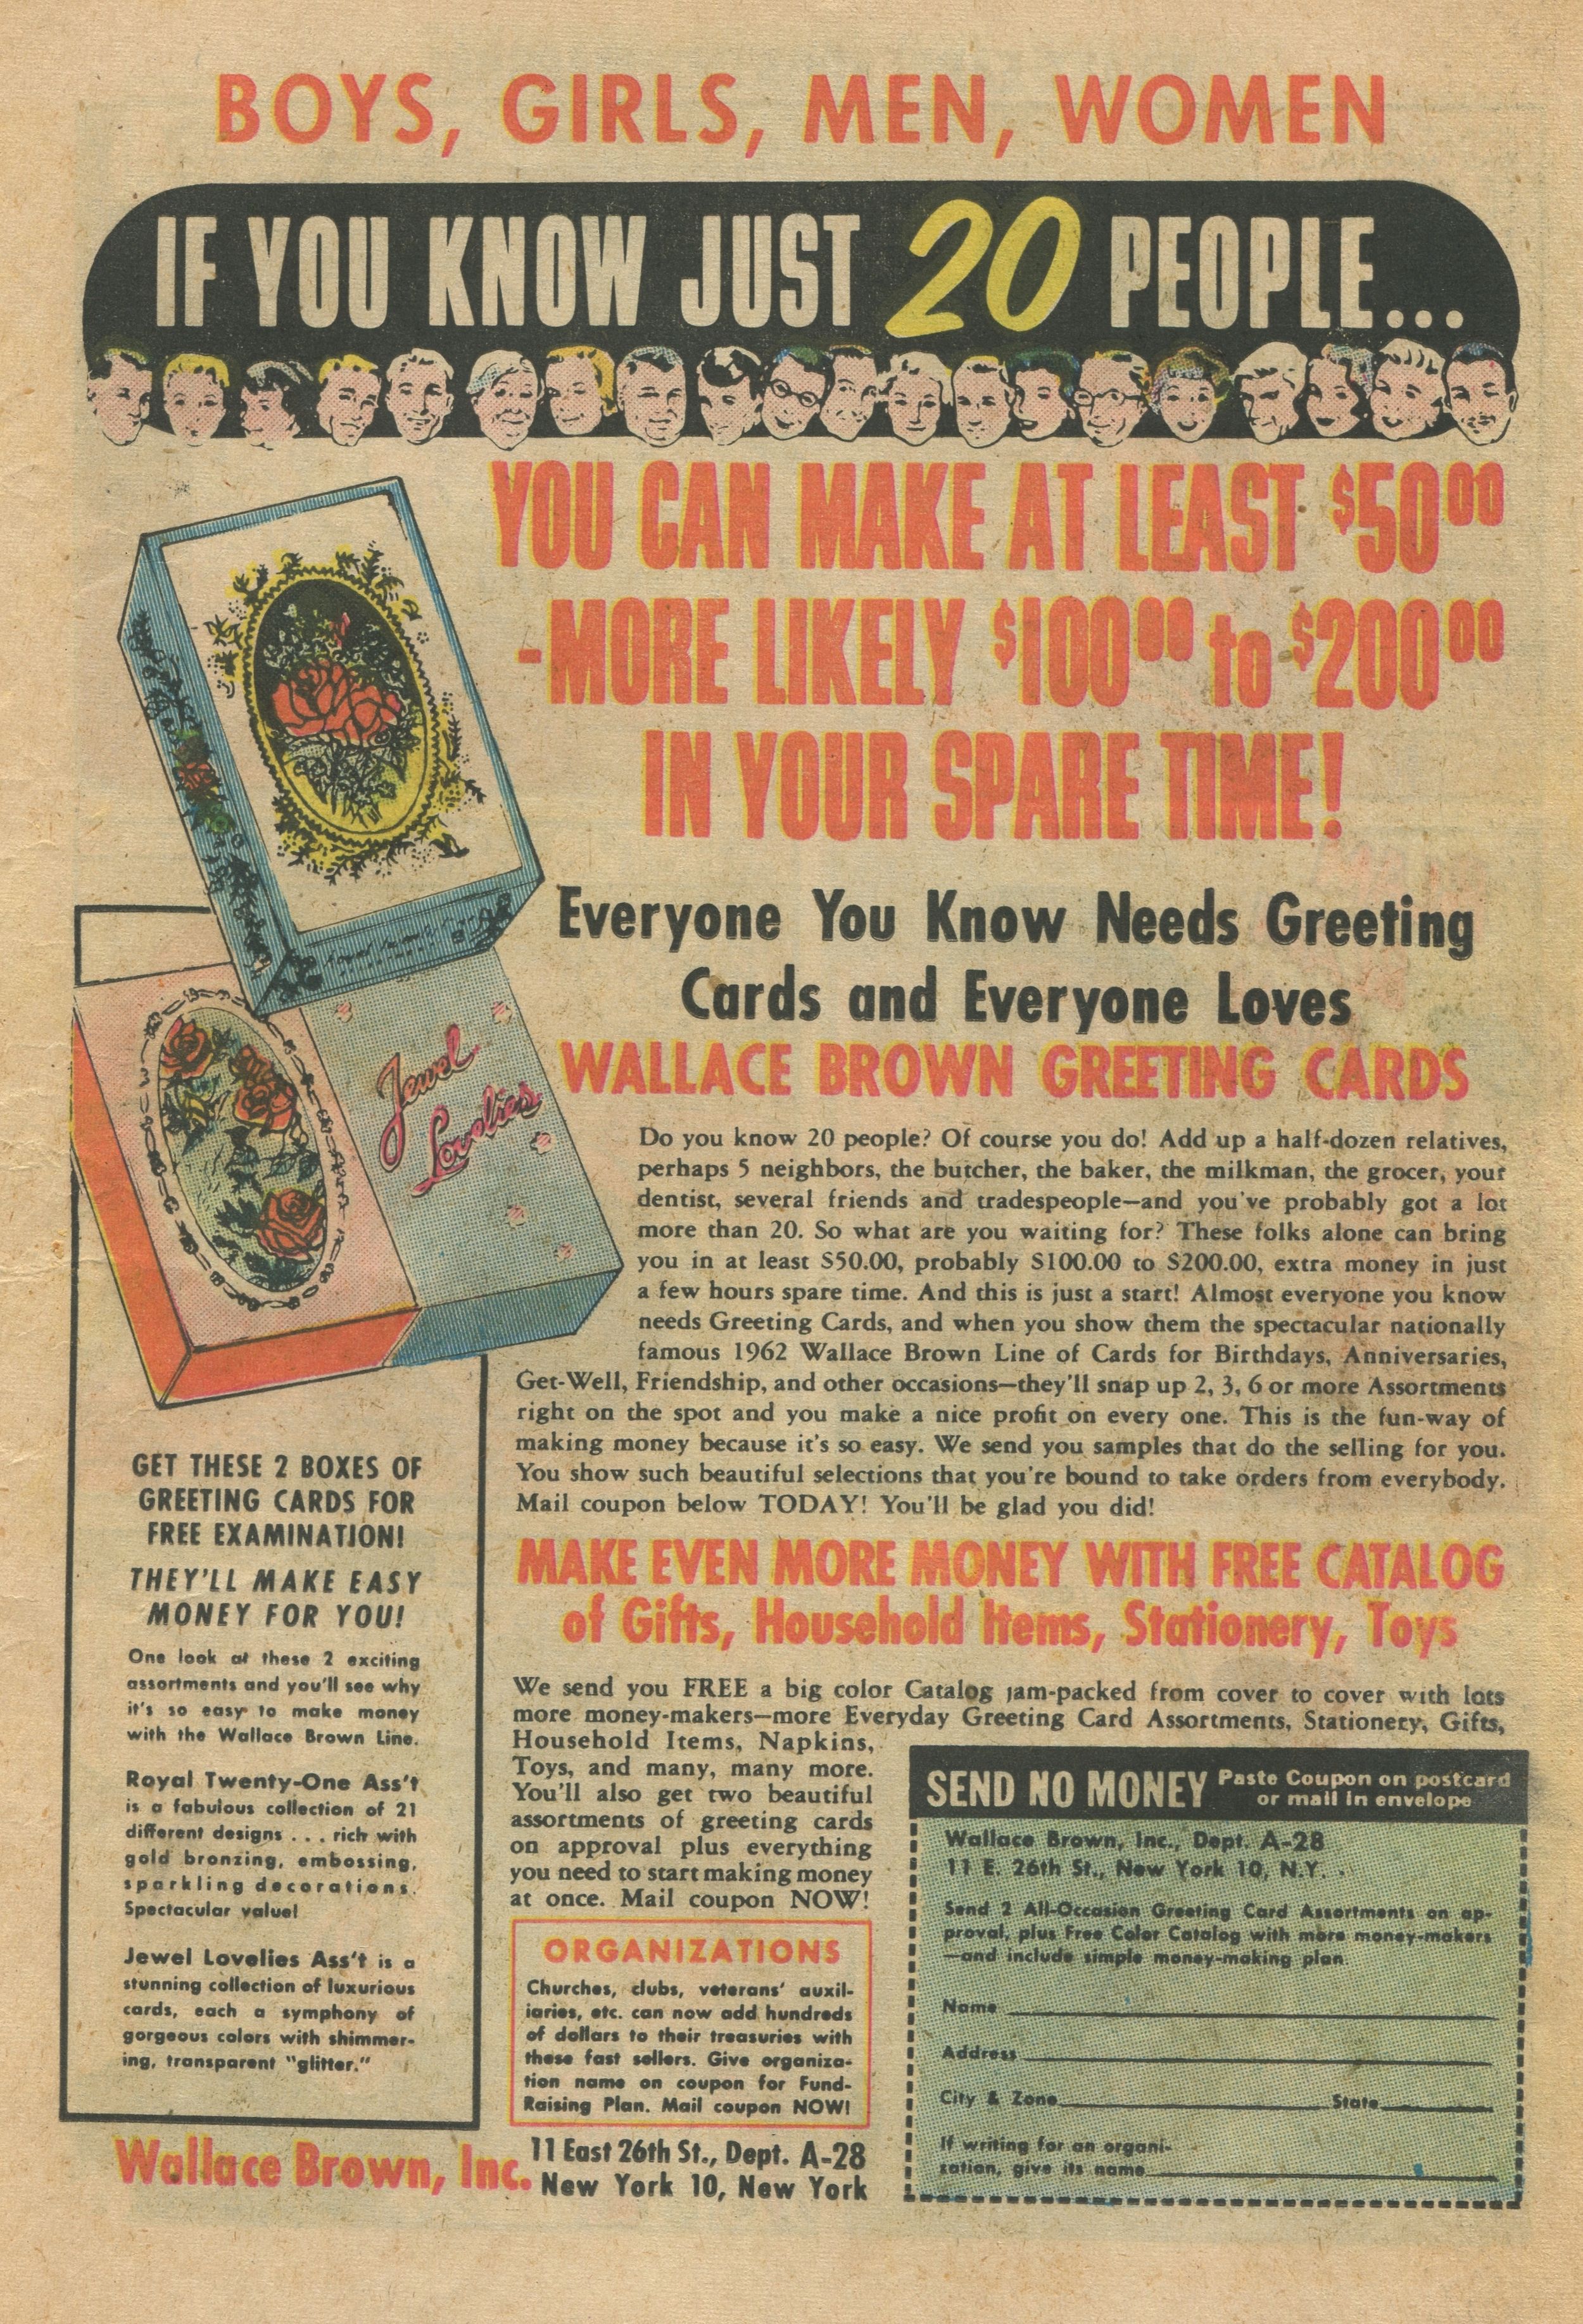 BOYS, GIRLS, MEN, WOMEN
IF YOU KNOW JUST 20 PEOPLE...
YOU CAN MAKE AT LEAST $50⁰⁰
-MORE LIKELY $100⁰⁰ to $200⁰⁰
IN YOUR SPARE TIME!
Jewel
Lovelies
Everyone You Know Needs Greeting
Cards and Everyone Loves
WALLACE BROWN GREETING CARDS
Do you know 20 people? Of course you do! Add up a half-dozen relatives,
perhaps 5 neighbors, the butcher, the baker, the milkman, the grocer, your
dentist, several friends and tradespeople—and you've probably got a lot
more than 20. So what are you waiting for? These folks alone can bring
you in at least $50.00, probably $100.00 to $200.00, extra money in just
a few hours spare time. And this is just a start! Almost everyone you know
needs Greeting Cards, and when you show them the spectacular nationally
famous 1962 Wallace Brown Line of Cards for Birthdays, Anniversaries,
Get-Well, Friendship, and other occasions—they'll snap up 2, 3, 6 or more Assortments
right on the spot and you make a nice profit on every one. This is the fun-way of
making money because it's so easy. We send you samples that do the selling for you.
You show such beautiful selections that you're bound to take orders from everybody.
Mail coupon below TODAY! You'll be glad you did!
GET THESE 2 BOXES OF
GREETING CARDS FOR
FREE EXAMINATION!
THEY'LL MAKE EASY
MONEY FOR YOU!
One look at these 2 exciting
assortments and you'll see why
it's so easy to make money
with the Wallace Brown Line.
Royal Twenty-One Ass't
is a fabulous collection of 21
different designs . . . rich with
gold bronzing, embossing,
sparkling decorations.
Spectacular value!
Jewel Lovelies Ass't is a
stunning collection of luxurious
cards, each a symphony of
gorgeous colors with shimmer-
ing, transparent "glitter."
MAKE EVEN MORE MONEY WITH FREE CATALOG
of Gifts, Household Items, Stationery, Toys
We send you FREE a big color Catalog jam-packed from cover to cover with lots
more money-makers—more Everyday Greeting Card Assortments, Stationery, Gifts,
Household Items, Napkins,
Toys, and many, many more.
You'll also get two beautiful
assortments of greeting cards
on approval plus everything
you need to start making money
at once. Mail coupon NOW!
ORGANIZATIONS
Churches, clubs, veterans' auxil-
iaries, etc. can now add hundreds
of dollars to their treasuries with
these fast sellers. Give organiza-
tion name on coupon for Fund-
Raising Plan. Mail coupon NOW!
Wallace Brown, Inc.
11 East 26th St., Dept. A-28
New York 10, New York
SEND NO MONEY Paste Coupon on postcard
or mail in envelope
Wallace Brown, Inc., Dept. A-28
11 E. 26th St., New York 10, N.Y.
Send 2 All-Occasion Greeting Card Assortments on ap-
proval, plus Free Color Catalog with more money-makers
—and include simple money-making plan.
Name
Address
City & Zone State
If writing for an organi-
zation, give its name